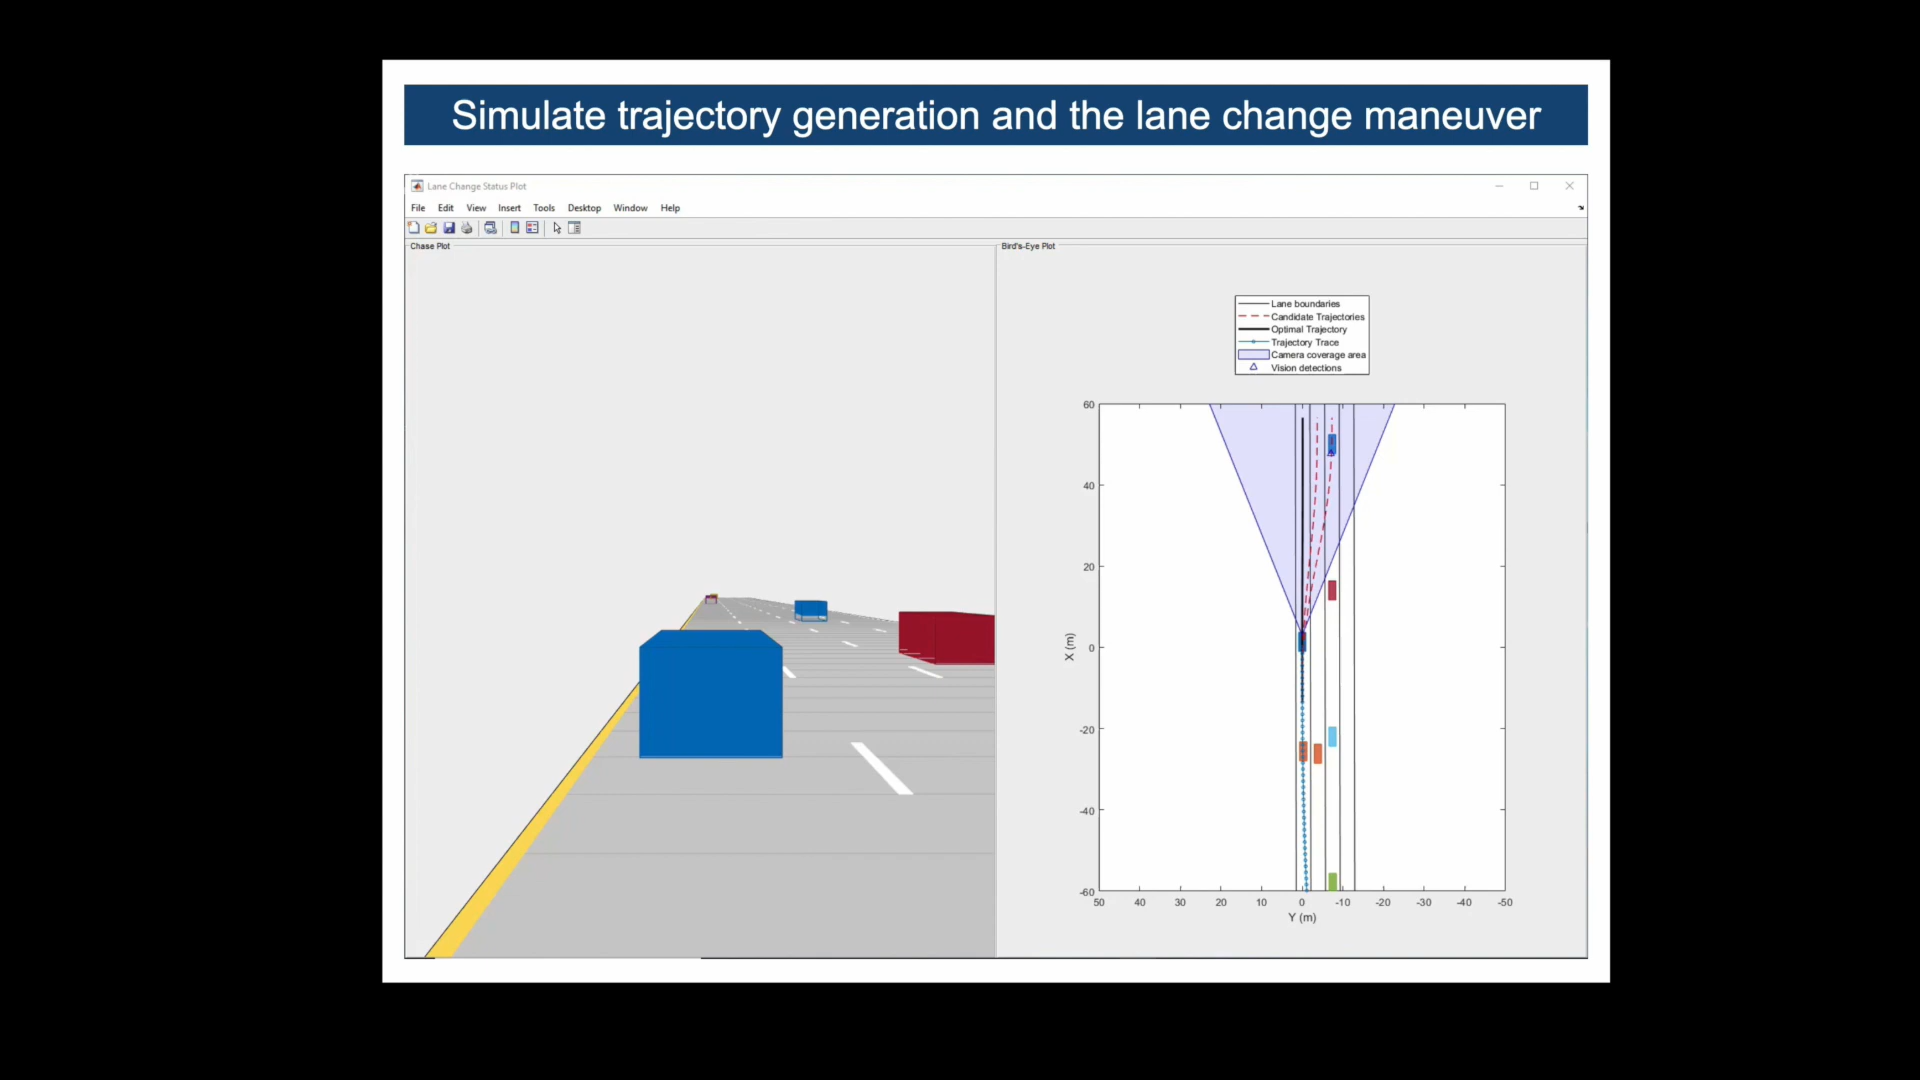 Simulate trajectory generation and the lane change maneuver
Lane Change Status Plot
File Edit View Insert Tools Desktop Window Help
Chase Plot
Bird's-Eye Plot
Lane boundaries
Candidate Trajectories
Optimal Trajectory
Trajectory Trace
Camera coverage area
Vision detections
60
40
20
0
-20
-40
-60
X (m)
50 40 30 20 10 0 -10 -20 -30 -40 -50
Y (m)